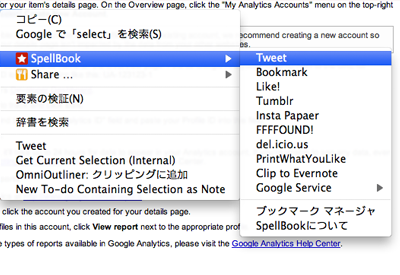 for your item's details page. On the Overview page, click the "My Analytics Accounts" menu on the top-right
コピー(C)
Google で「select」を検索(S)
ecommend creating a new account so
SpellBook
Share ...
要素の検証(N)
辞書を検索
Tweet
Get Current Selection (Internal)
OmniOutliner: クリッピングに追加
New To-do Containing Selection as Note
Tweet
Bookmark
Like!
Tumblr
Insta Papaer
FFFFOUND!
del.icio.us
PrintWhatYouLike
Clip to Evernote
Google Service
ブックマーク マネージャ
SpellBookについて
click the account you created for your details page.
files in this account, click View report next to the appropriate prof
e types of reports available in Google Analytics, please visit the Google Analytics Help Center.